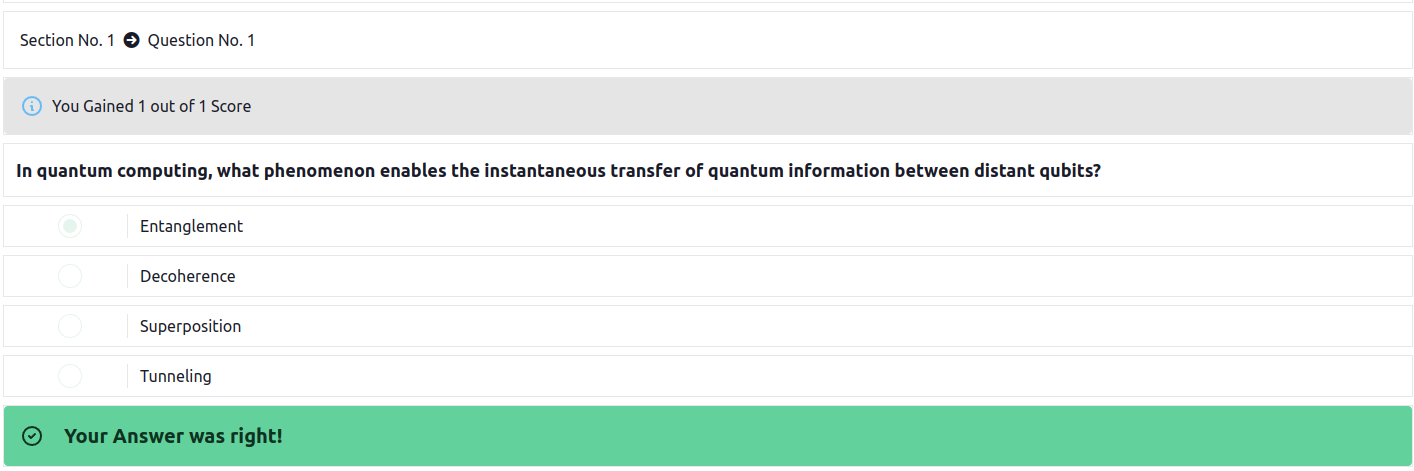 Section No. 1 Question No. 1
You Gained 1 out of 1 Score
In quantum computing, what phenomenon enables the instantaneous transfer of quantum information between distant qubits?
Entanglement
Decoherence
Superposition
Tunneling
Your Answer was right!